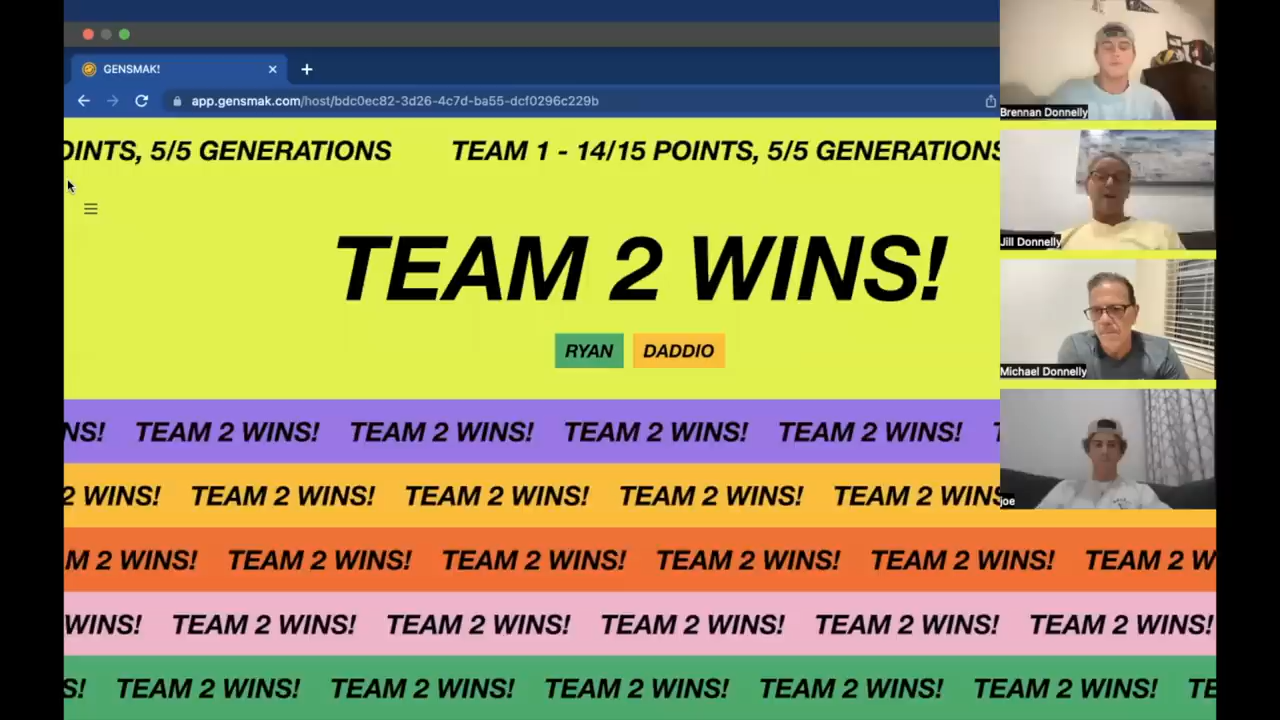 GENSMAK!
app.gensmak.com/host/bdc0ec82-3d26-4c7d-ba55-dcf0296c229b
OINTS, 5/5 GENERATIONS TEAM 1 - 14/15 POINTS, 5/5 GENERATIONS
TEAM 2 WINS!
RYAN DADDIO
NS! TEAM 2 WINS! TEAM 2 WINS! TEAM 2 WINS! TEAM 2 WINS!
2 WINS! TEAM 2 WINS! TEAM 2 WINS! TEAM 2 WINS! TEAM 2 WINS
M 2 WINS! TEAM 2 WINS! TEAM 2 WINS! TEAM 2 WINS! TEAM 2 WINS! TEAM 2 W
WINS! TEAM 2 WINS! TEAM 2 WINS! TEAM 2 WINS! TEAM 2 WINS! TEAM 2 WINS!
S! TEAM 2 WINS! TEAM 2 WINS! TEAM 2 WINS! TEAM 2 WINS! TEAM 2 WINS! TE
Brennan Donnelly
Jill Donnelly
Michael Donnelly
joe